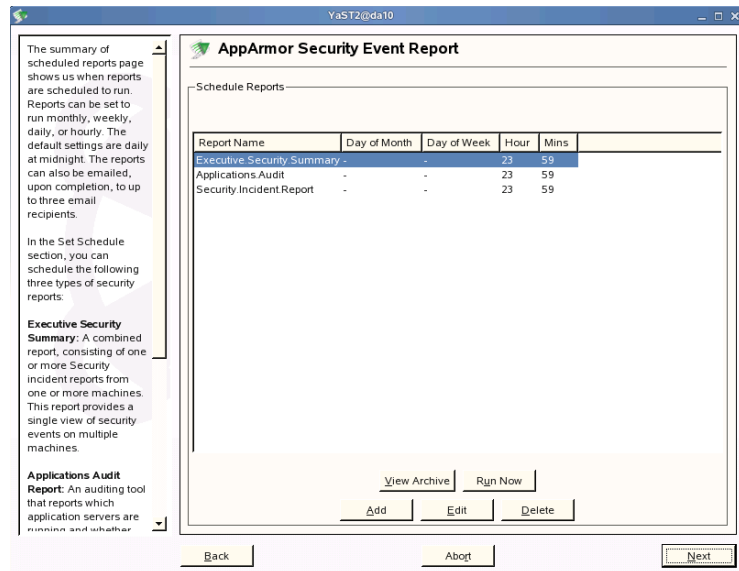 YaST2@da10
The summary of
scheduled reports page
shows us when reports
are scheduled to run.
Reports can be set to
run monthly, weekly,
daily, or hourly. The
default settings are daily
at midnight. The reports
can also be emailed,
upon completion, to up
to three email
recipients.
In the Set Schedule
section, you can
schedule the following
three types of security
reports:
Executive Security
Summary: A combined
report, consisting of one
or more Security
incident reports from
one or more machines.
This report provides a
single view of security
events on multiple
machines.
Applications Audit
Report: An auditing tool
that reports which
application servers are
running and whether
AppArmor Security Event Report
Schedule Reports
Report Name Day of Month Day of Week Hour Mins
Executive.Security.Summary - - 23 59
Applications.Audit - - 23 59
Security.Incident.Report - - 23 59
View Archive Run Now
Add Edit Delete
Back Abort Next